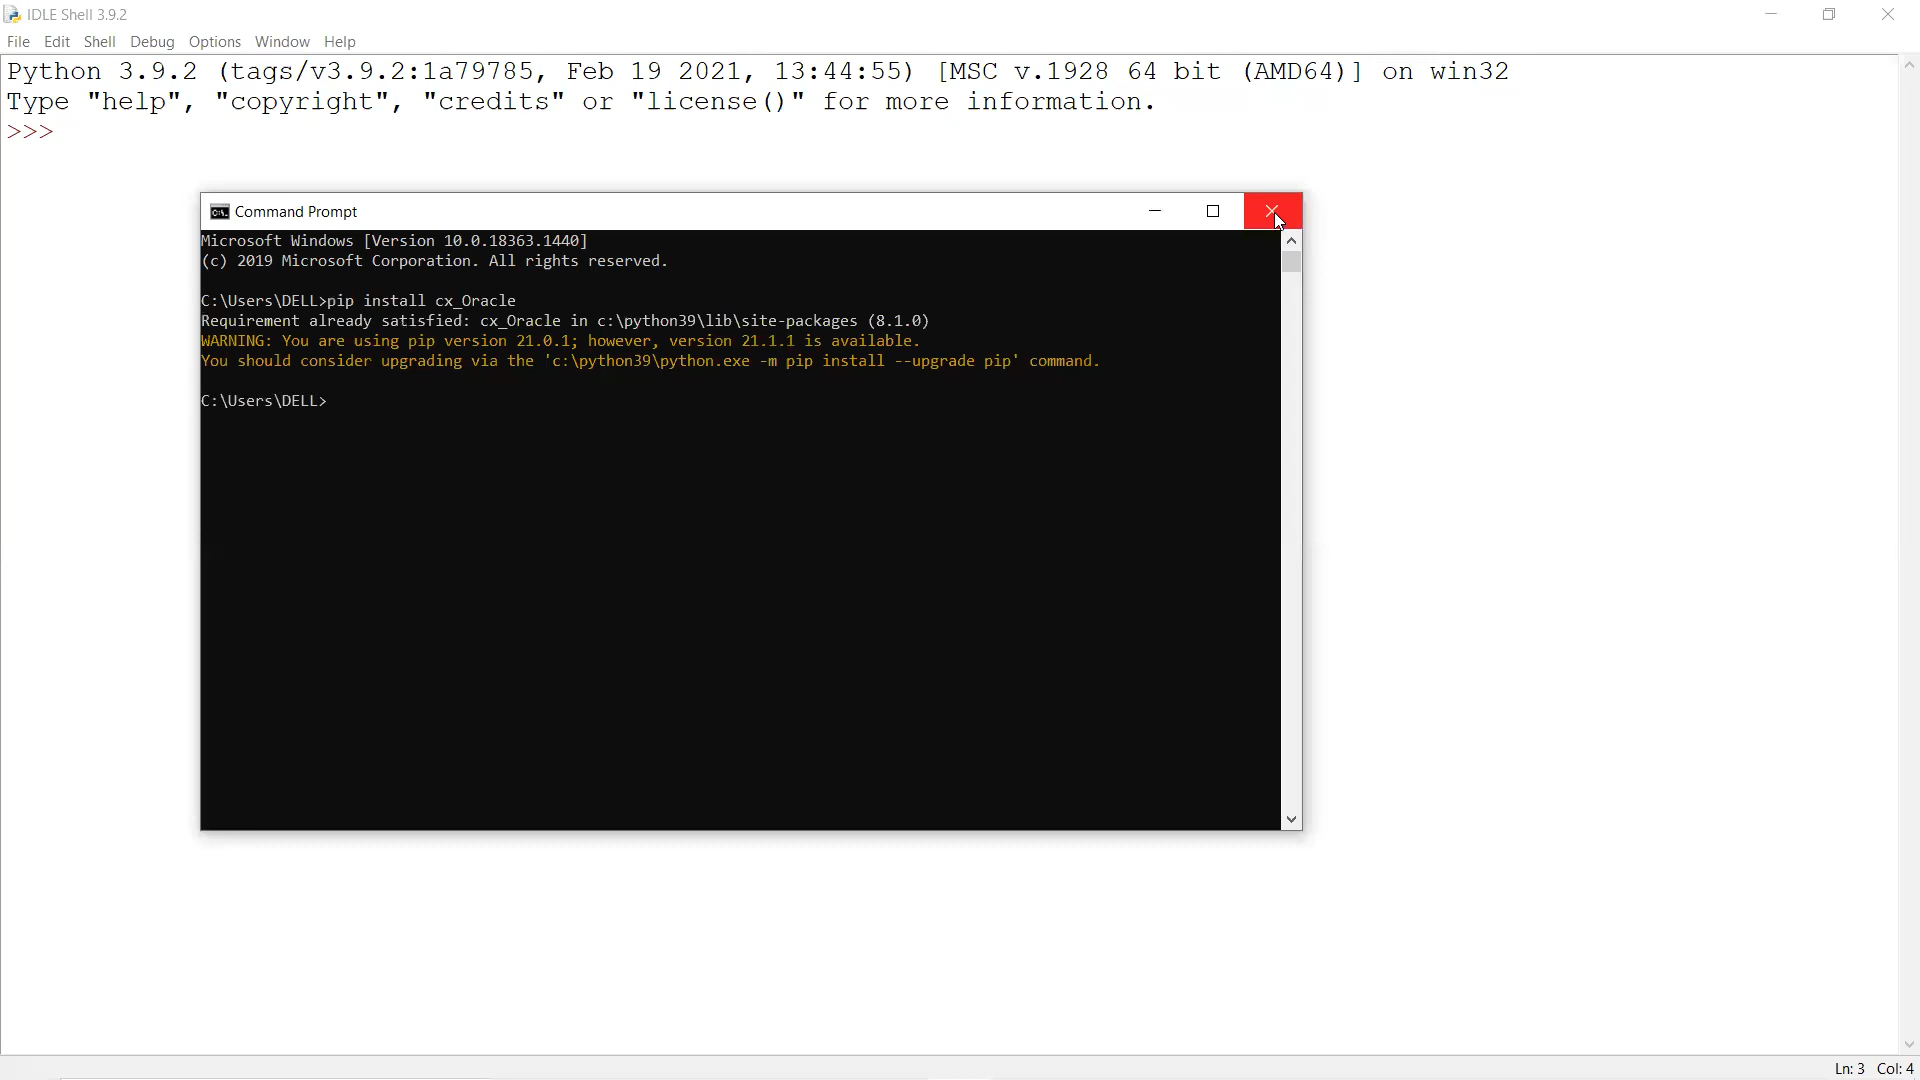 IDLE Shell 3.9.2
File Edit Shell Debug Options Window Help
Python 3.9.2 (tags/v3.9.2:1a79785, Feb 19 2021, 13:44:55) [MSC v.1928 64 bit (AMD64)] on win32
Type "help", "copyright", "credits" or "license()" for more information.
>>>
Command Prompt
Microsoft Windows [Version 10.0.18363.1440]
(c) 2019 Microsoft Corporation. All rights reserved.
C:\Users\DELL>pip install cx_Oracle
Requirement already satisfied: cx_Oracle in c:\python39\lib\site-packages (8.1.0)
WARNING: You are using pip version 21.0.1; however, version 21.1.1 is available.
You should consider upgrading via the 'c:\python39\python.exe -m pip install --upgrade pip' command.
C:\Users\DELL>
Ln: 3 Col: 4